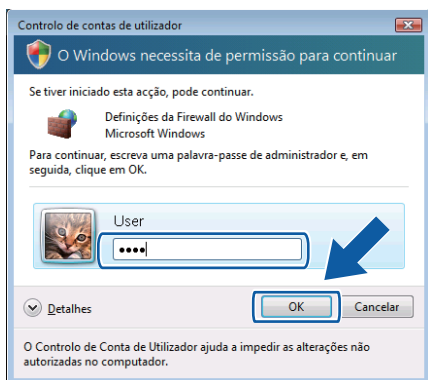 Controlo de contas de utilizador
O Windows necessita de permissão para continuar
Se tiver iniciado esta acção, pode continuar.
Definições da Firewall do Windows
Microsoft Windows
Para continuar, escreva uma palavra-passe de administrador e, em
seguida, clique em OK.
User
••••
Detalhes
OK
Cancelar
O Controlo de Conta de Utilizador ajuda a impedir as alterações não
autorizadas no computador.